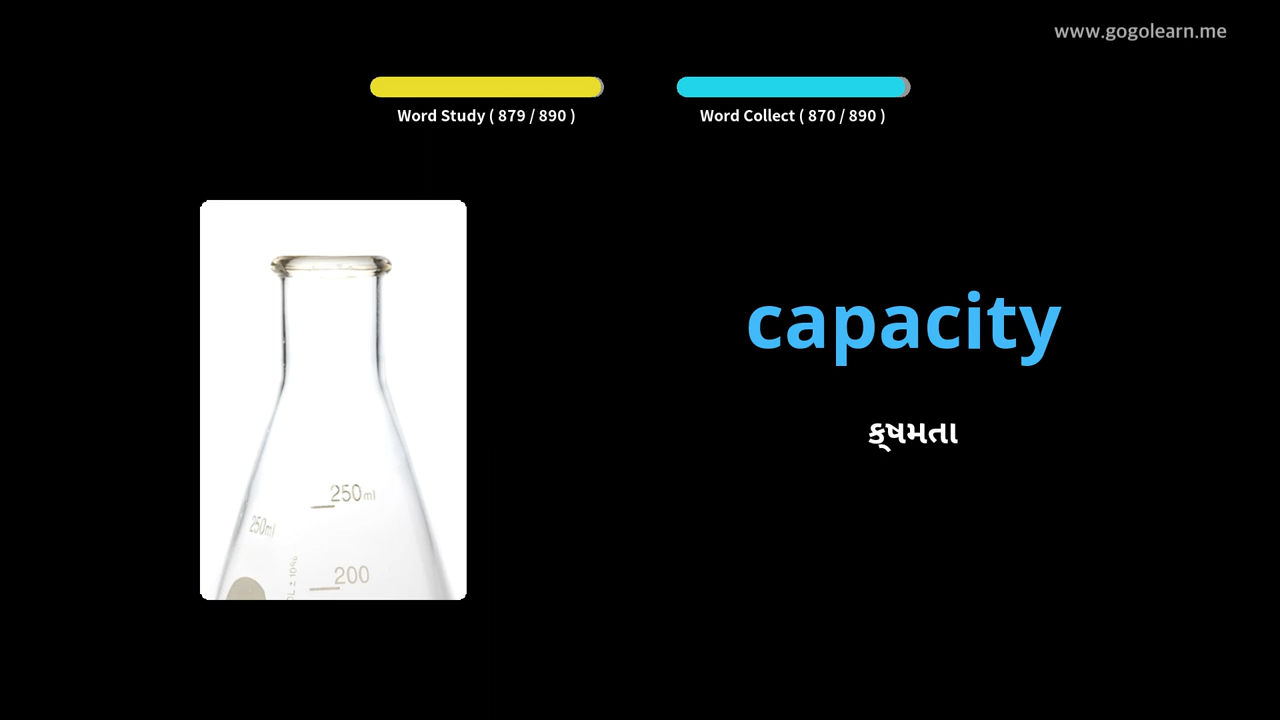 www.gogolearn.me
Word Study ( 879 / 890 )
Word Collect ( 870 / 890 )
capacity
ક્ષમતા
250ml
250ml
200